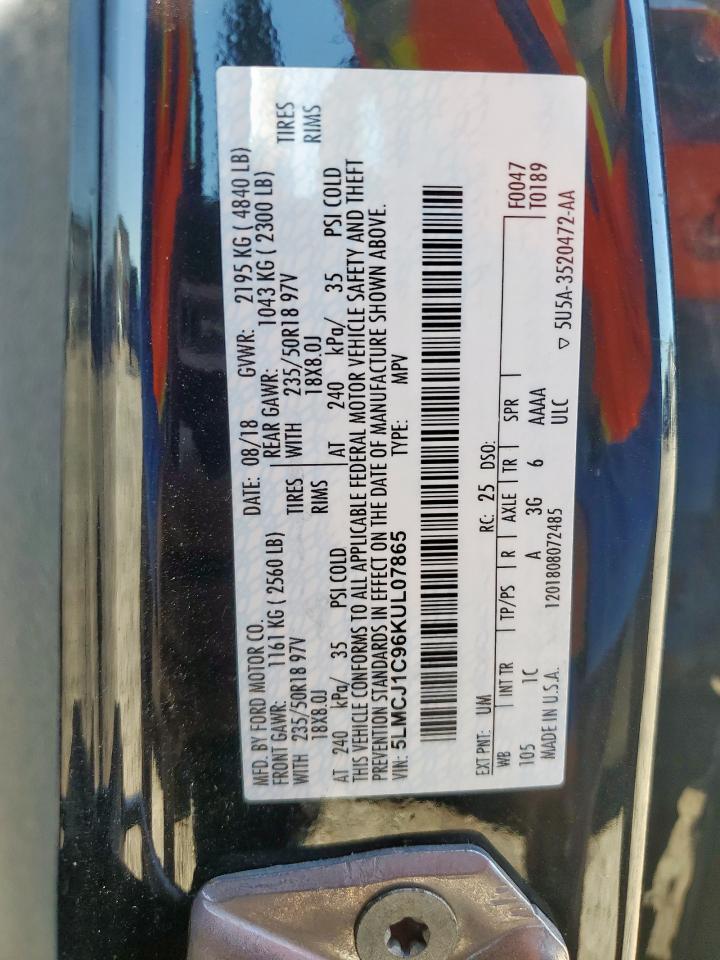 MFD. BY FORD MOTOR CO. DATE: 08/18 GVWR: 2195 KG ( 4840 LB)
FRONT GAWR: 1161 KG ( 2560 LB) REAR GAWR: 1043 KG ( 2300 LB)
WITH 235/50R18 97V TIRES WITH 235/50R18 97V TIRES
18X8.0J RIMS 18X8.0J RIMS
AT 240 kPa/ 35 PSI COLD AT 240 kPa/ 35 PSI COLD
THIS VEHICLE CONFORMS TO ALL APPLICABLE FEDERAL MOTOR VEHICLE SAFETY AND THEFT
PREVENTION STANDARDS IN EFFECT ON THE DATE OF MANUFACTURE SHOWN ABOVE.
VIN: 5LMCJ1C96KUL07865 TYPE: MPV
EXT PNT: UM RC: 25 DSO:
WB INT TR TP/PS R AXLE TR SPR F0047
105 1C A 3G 6 AAAA T0189
MADE IN U.S.A. 1201808072485 ULC ▽ 5U5A-3520472-AA